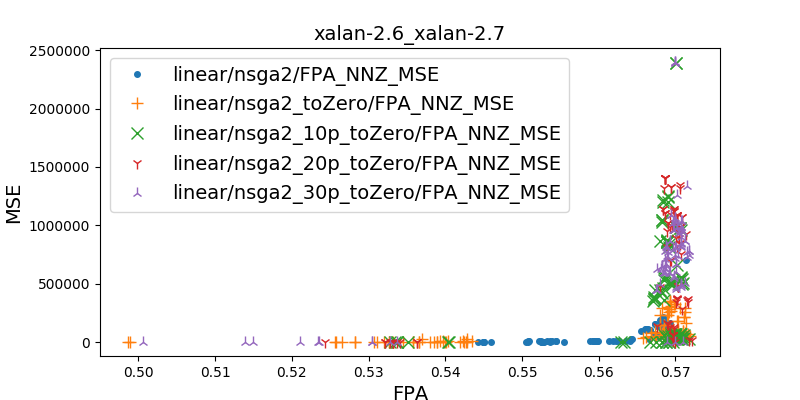 xalan-2.6_xalan-2.7
2500000
2000000
1500000
1000000
500000
0
MSE
linear/nsga2/FPA_NNZ_MSE
linear/nsga2_toZero/FPA_NNZ_MSE
linear/nsga2_10p_toZero/FPA_NNZ_MSE
linear/nsga2_20p_toZero/FPA_NNZ_MSE
linear/nsga2_30p_toZero/FPA_NNZ_MSE
0.50 0.51 0.52 0.53 0.54 0.55 0.56 0.57
FPA